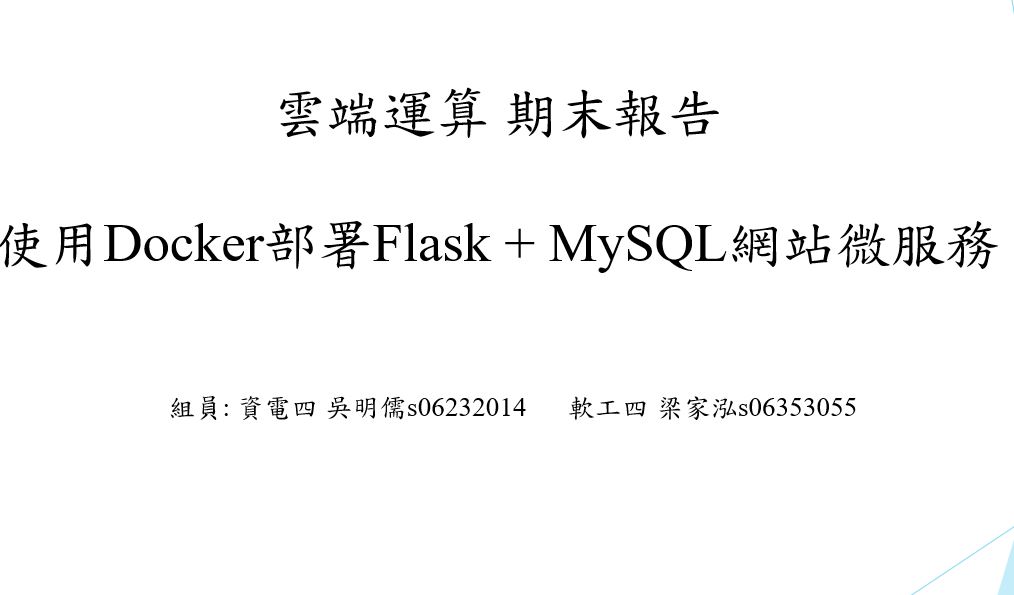 雲端運算 期末報告
使用Docker部署Flask + MySQL網站微服務
組員: 資電四 吳明儒s06232014 軟工四 梁家泓s06353055